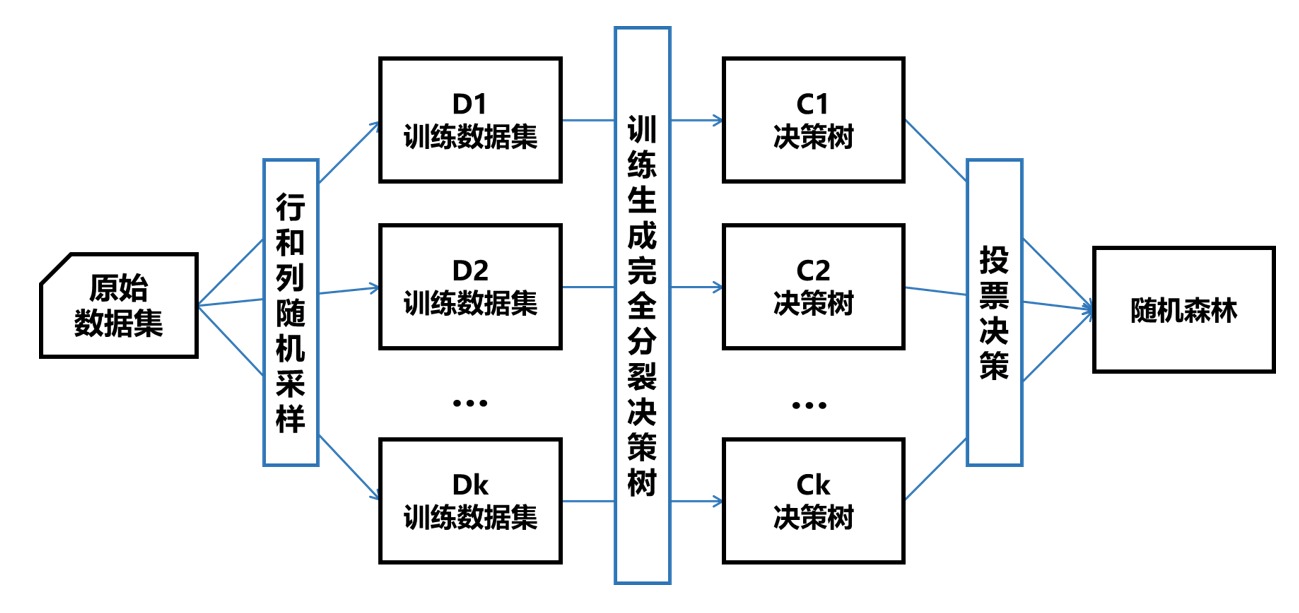 原始
数据集
行和列随机采样
D1
训练数据集
D2
训练数据集
...
Dk
训练数据集
训练生成完全分裂决策树
C1
决策树
C2
决策树
...
Ck
决策树
投票决策
随机森林